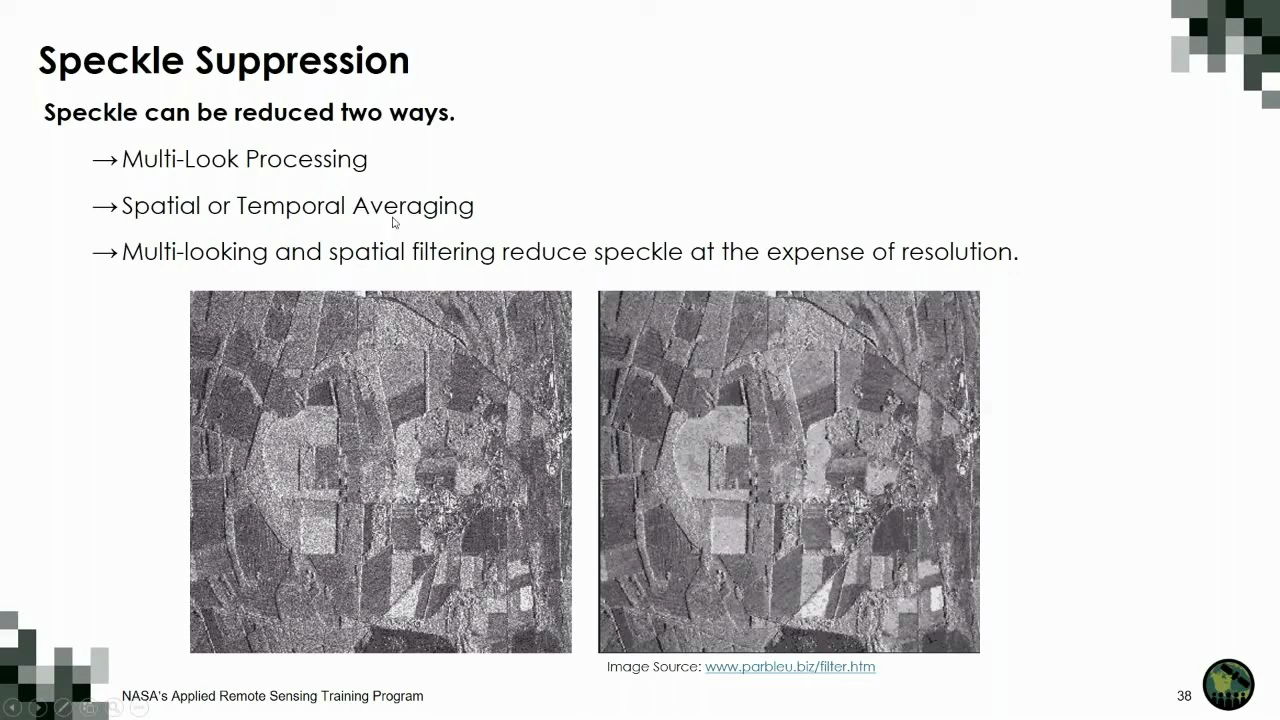 Speckle Suppression
Speckle can be reduced two ways.
→Multi-Look Processing
→Spatial or Temporal Averaging
→Multi-looking and spatial filtering reduce speckle at the expense of resolution.
Image Source: www.parbleu.biz/filter.htm
NASA's Applied Remote Sensing Training Program
38